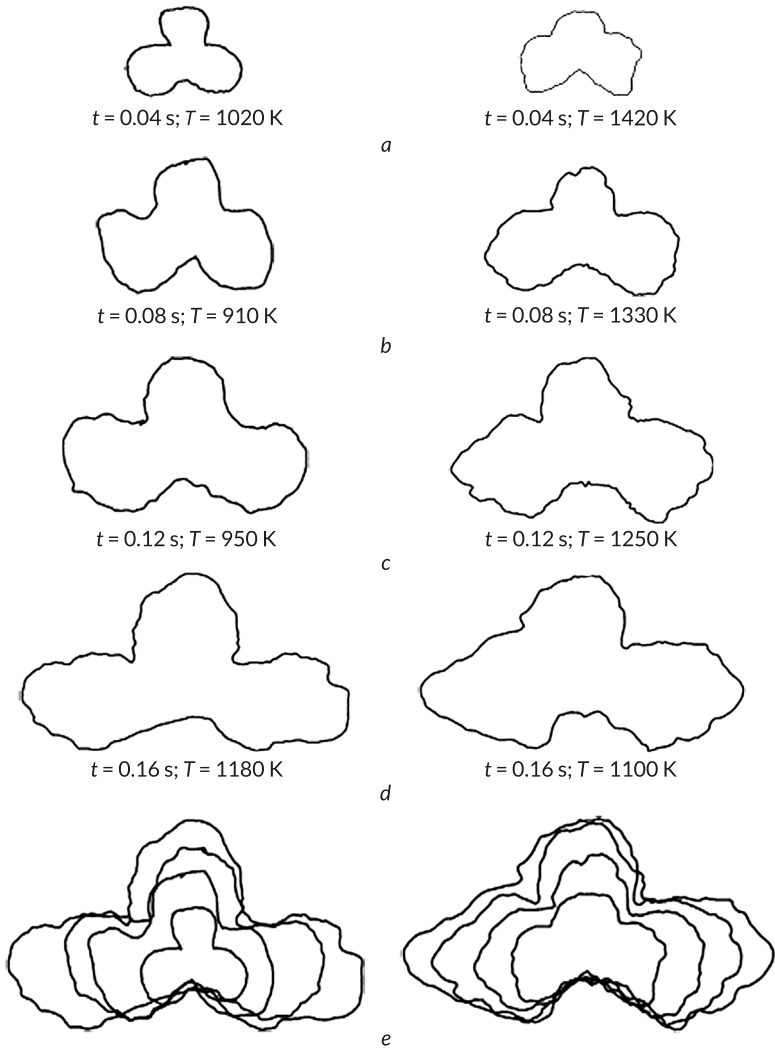 t = 0.04 s; T = 1020 K
t = 0.04 s; T = 1420 K
a
t = 0.08 s; T = 910 K
t = 0.08 s; T = 1330 K
b
t = 0.12 s; T = 950 K
t = 0.12 s; T = 1250 K
c
t = 0.16 s; T = 1180 K
t = 0.16 s; T = 1100 K
d
e